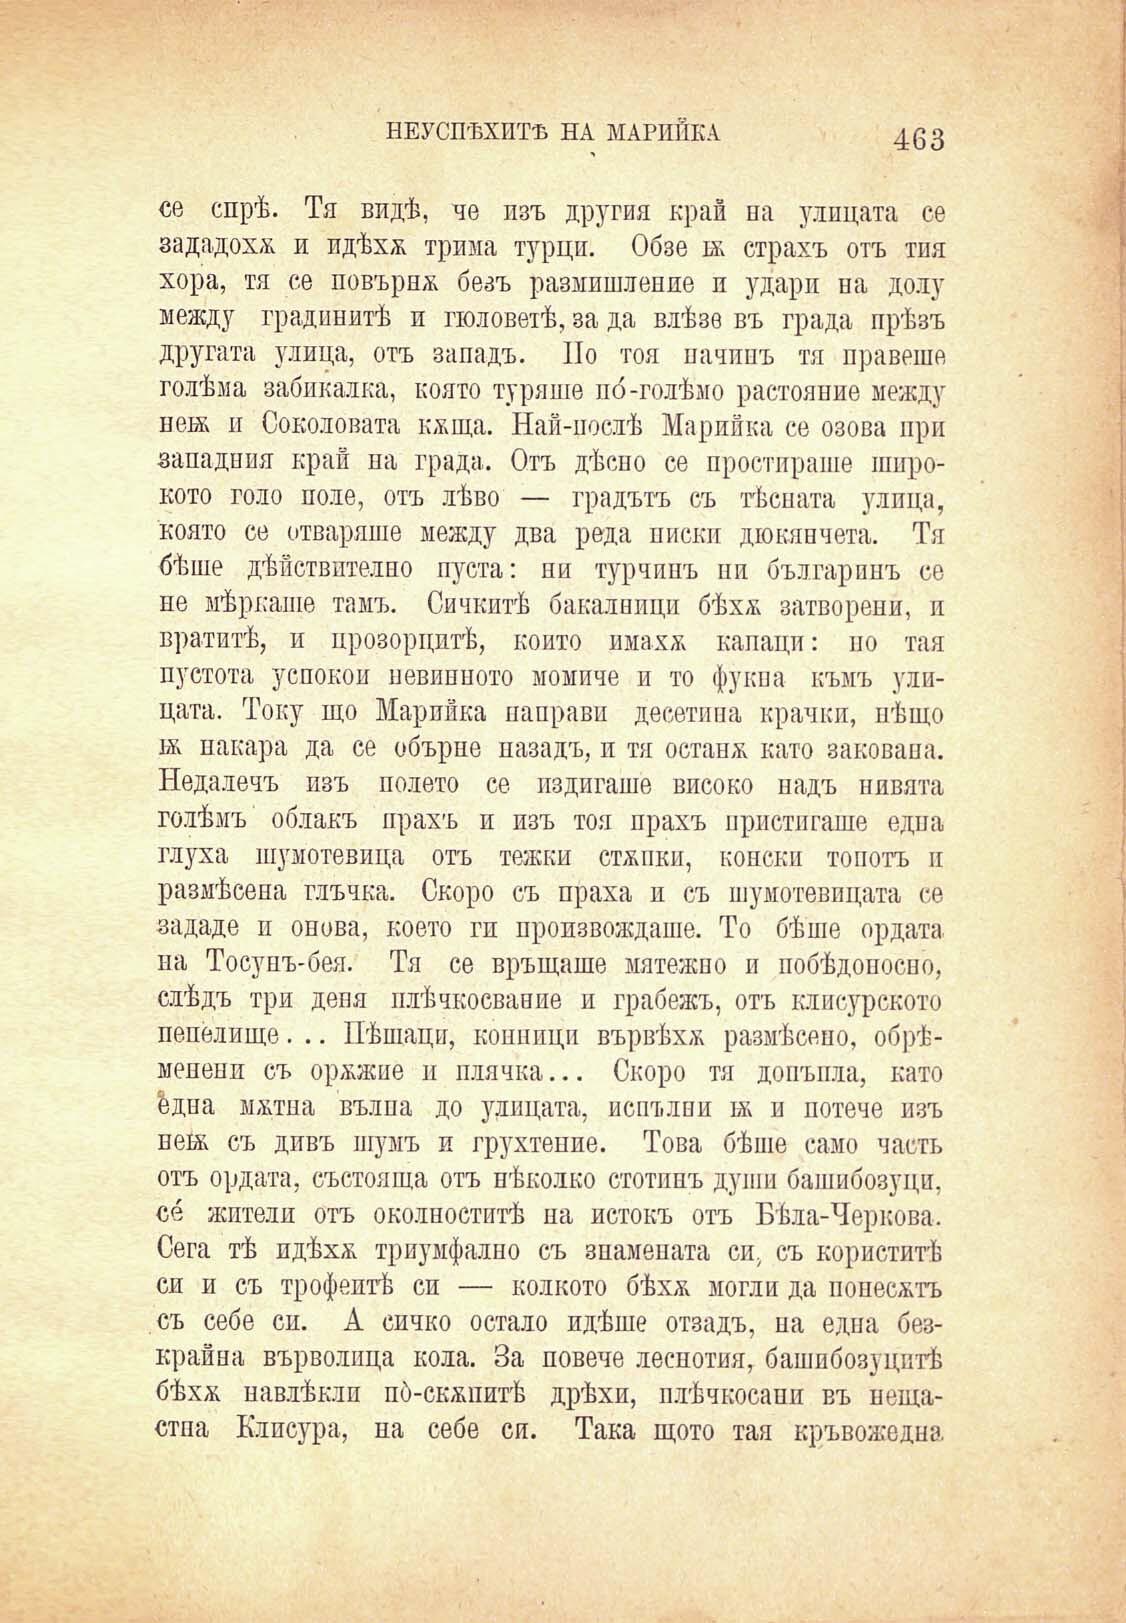 НЕУСПѢХИТѢ НА МАРИЙКА 463
се спрѣ. Тя видѣ, че изъ другия край на улицата се
зададохѫ и идѣхѫ трима турци. Обзе ѭ страхъ отъ тия
хора, тя се повърнѫ безъ размишление и удари на долу
между градинитѣ и гюловетѣ, за да влѣзе въ града прѣзъ
другата улица, отъ западъ. По тоя начинъ тя правеше
голѣма забикалка, която туряше по́-голѣмо растояние между
неѭ и Соколовата кѫща. Най-послѣ Марийка се озова при
западния край на града. Отъ дѣсно се простираше широ-
кото голо поле, отъ лѣво — градътъ съ тѣсната улица,
която се отваряше между два реда ниски дюкянчета. Тя
бѣше дѣйствително пуста: ни турчинъ ни българинъ се
не мѣркаше тамъ. Сичкитѣ бакалници бѣхѫ затворени, и
вратитѣ, и прозорцитѣ, които имахѫ капаци: но тая
пустота успокои невинното момиче и то фукна къмъ ули-
цата. Току що Марийка направи десетина крачки, нѣщо
ѭ накара да се обърне назадъ, и тя останѫ като закована.
Недалечъ изъ полето се издигаше високо надъ нивята
голѣмъ облакъ прахъ и изъ тоя прахъ пристигаше една
глуха шумотевица отъ тежки стѫпки, конски топотъ и
размѣсена глъчка. Скоро съ праха и съ шумотевицата се
зададе и онова, което ги произвождаше. То бѣше ордата
на Тосунъ-бея. Тя се връщаше мятежно и побѣдоносно,
слѣдъ три деня плѣчкосвание и грабежъ, отъ клисурското
пепелище... Пѣщаци, конници вървѣхѫ размѣсено, обрѣ-
менени съ орѫжие и плячка... Скоро тя допъпла, като
една мѫтна вълна до улицата, испълни ѭ и потече изъ
неѭ съ дивъ шумъ и грухтение. Това бѣше само часть
отъ ордата, състояща отъ нѣколко стотинъ души башибозуци,
се́ жители отъ околноститѣ на истокъ отъ Бѣла-Черкова.
Сега тѣ идѣхѫ триумфално съ знамената си, съ користитѣ
си и съ трофеитѣ си — колкото бѣхѫ могли да понесѫтъ
съ себе си. А сичко остало идѣше отзадъ, на една без-
крайна върволица кола. За повече леснотия, башибозуцитѣ
бѣхѫ навлѣкли по̀-скѫпитѣ дрѣхи, плѣчкосани въ неща-
стна Клисура, на себе си. Така щото тая кръвожедна